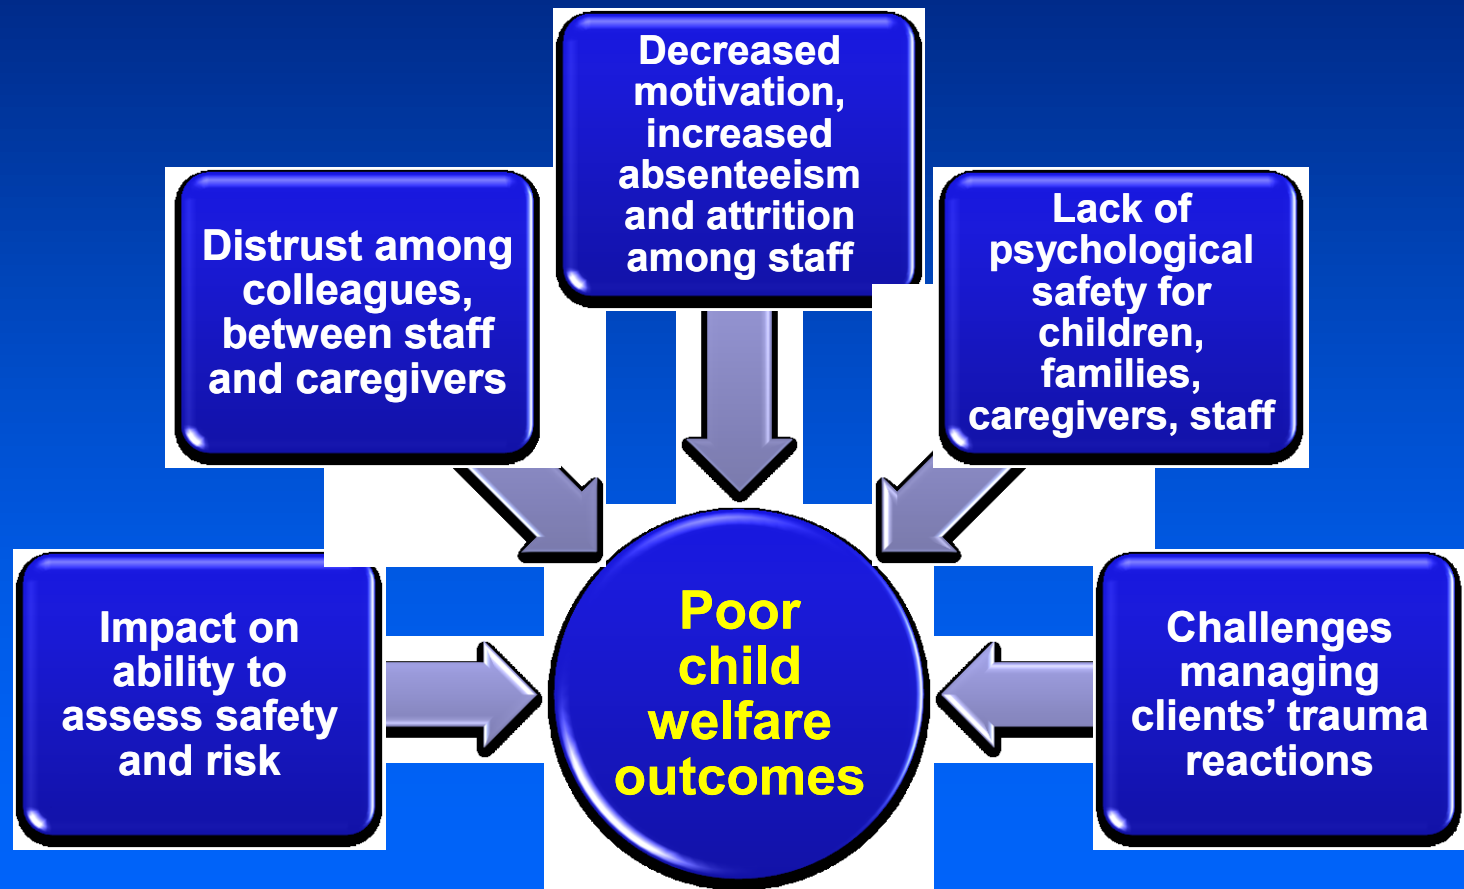 Decreased
motivation,
increased
absenteeism
and attrition
among staff
Distrust among
colleagues,
between staff
and caregivers
Lack of
psychological
safety for
children,
families,
caregivers, staff
Impact on
ability to
assess safety
and risk
Poor
child
welfare
outcomes
Challenges
managing
clients’ trauma
reactions